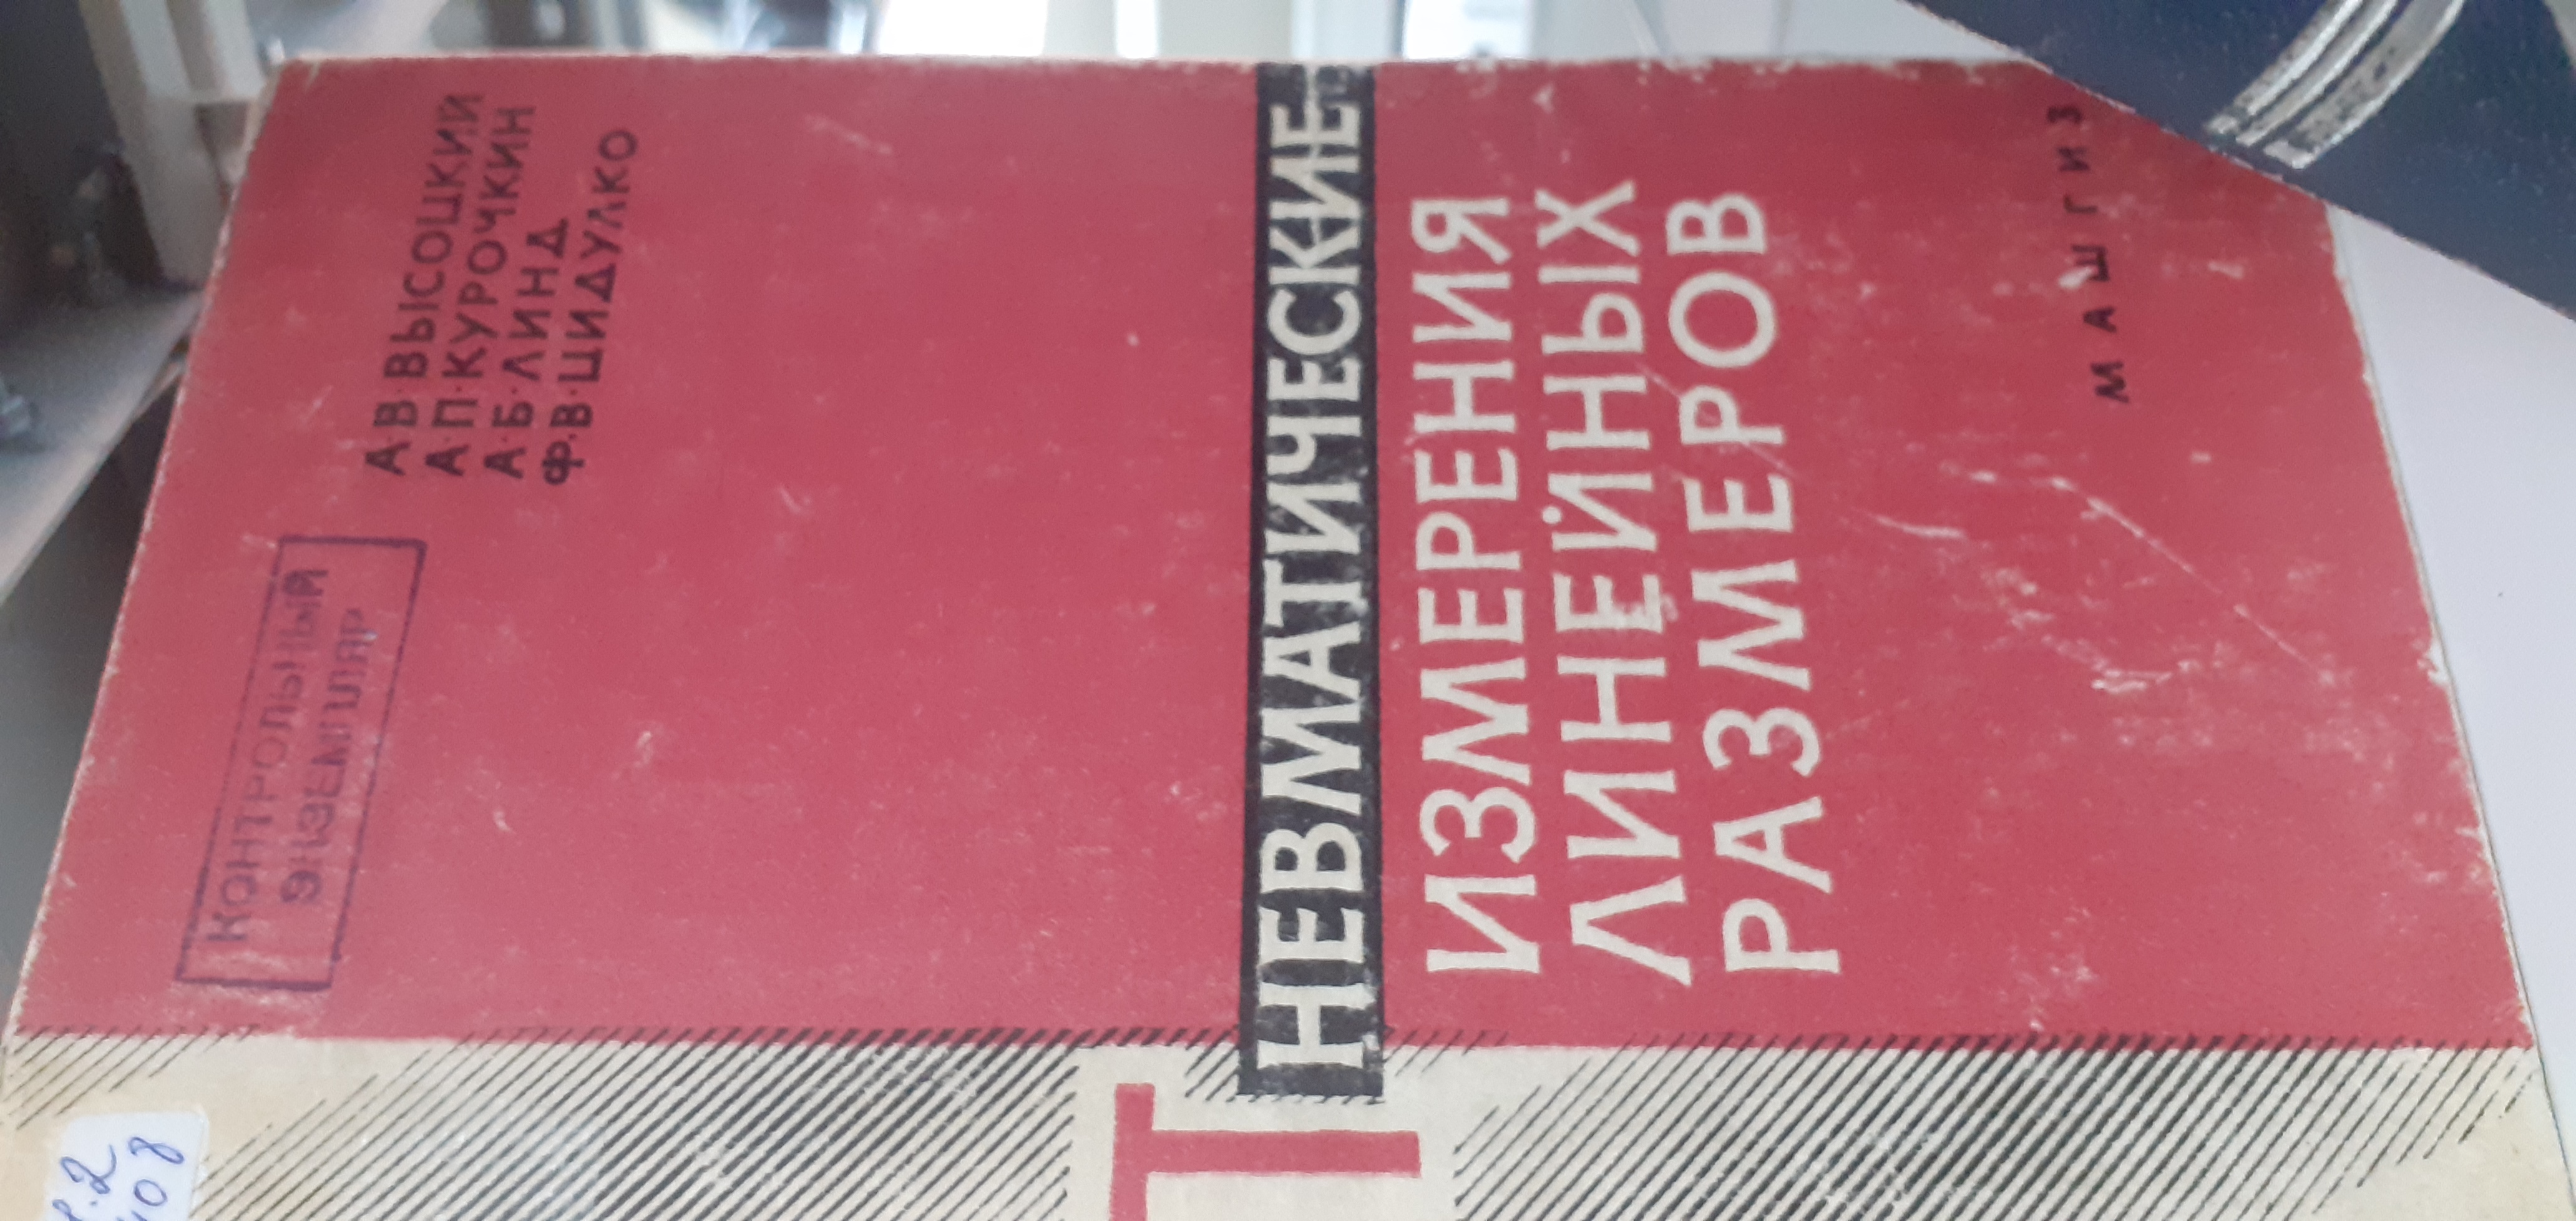 КОНТРОЛЬНЫЙ
ЭКЗЕМПЛЯР
А·В·ВЫСОЦКИЙ
А·П·КУРОЧКИН
А·Б·ЛИНД
Ф·В·ЦИДУЛКО
ПНЕВМАТИЧЕСКИЕ
ИЗМЕРЕНИЯ
ЛИНЕЙНЫХ
РАЗМЕРОВ
МАШГИЗ